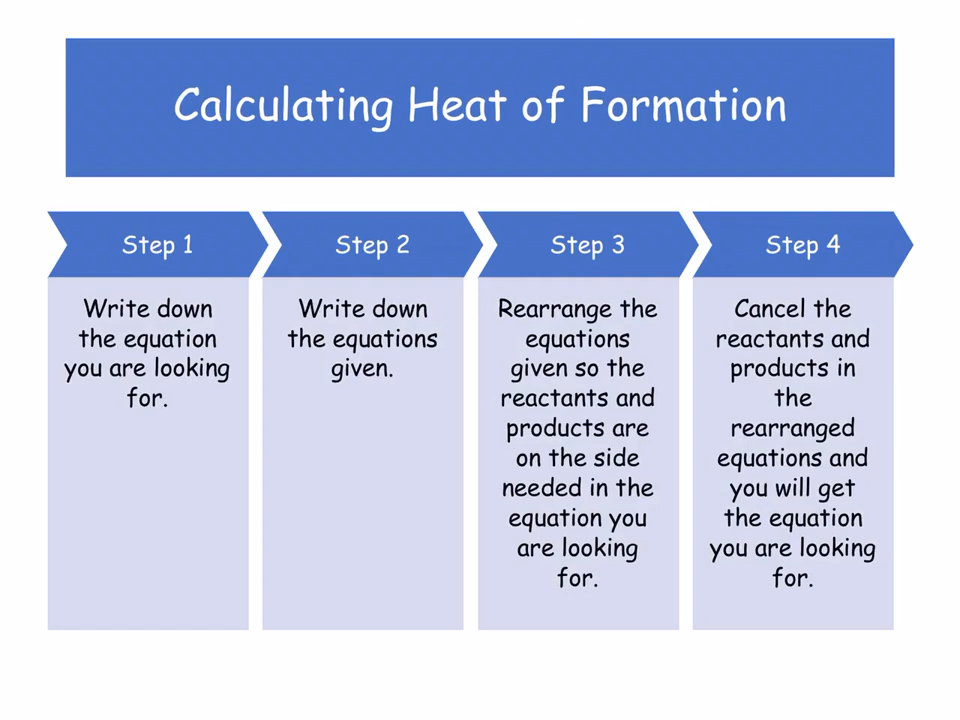 Calculating Heat of Formation
Step 1
Write down
the equation
you are looking
for.
Step 2
Write down
the equations
given.
Step 3
Rearrange the
equations
given so the
reactants and
products are
on the side
needed in the
equation you
are looking
for.
Step 4
Cancel the
reactants and
products in
the
rearranged
equations and
you will get
the equation
you are looking
for.